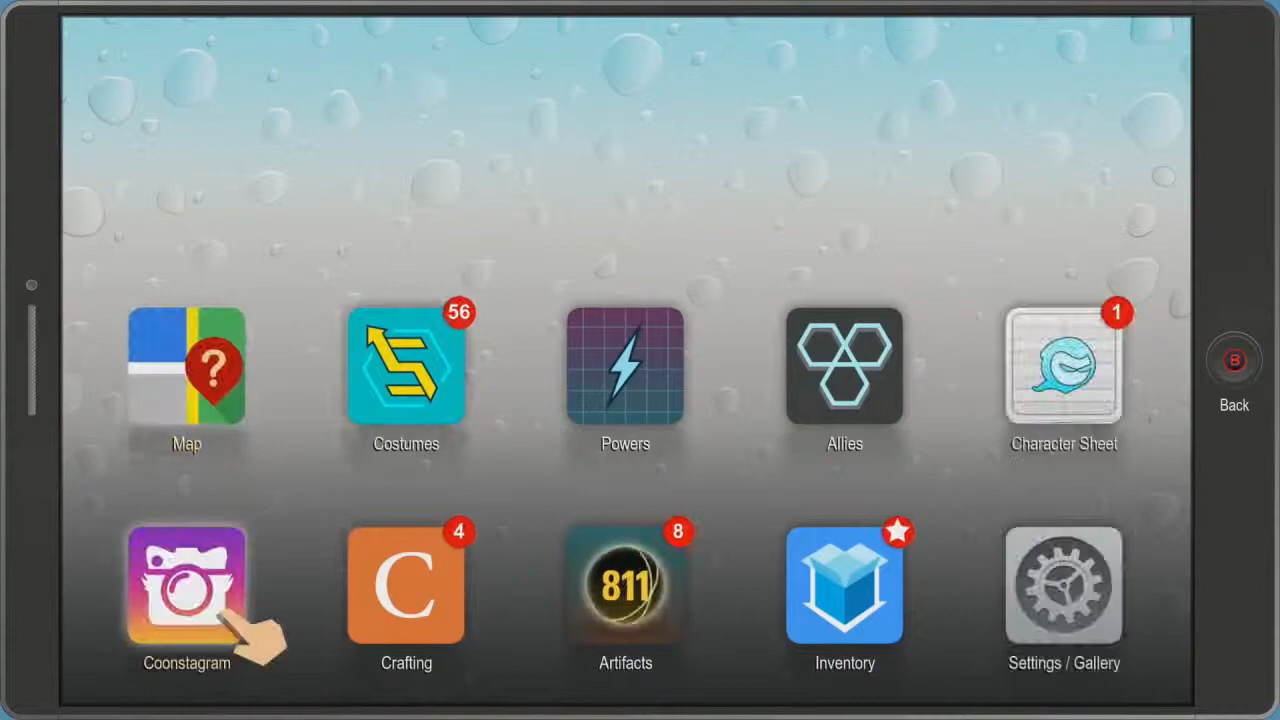 56
1
?
Map
Costumes
Powers
Allies
Character Sheet
B
Back
4
8
C
811
Coonstagram
Crafting
Artifacts
Inventory
Settings / Gallery